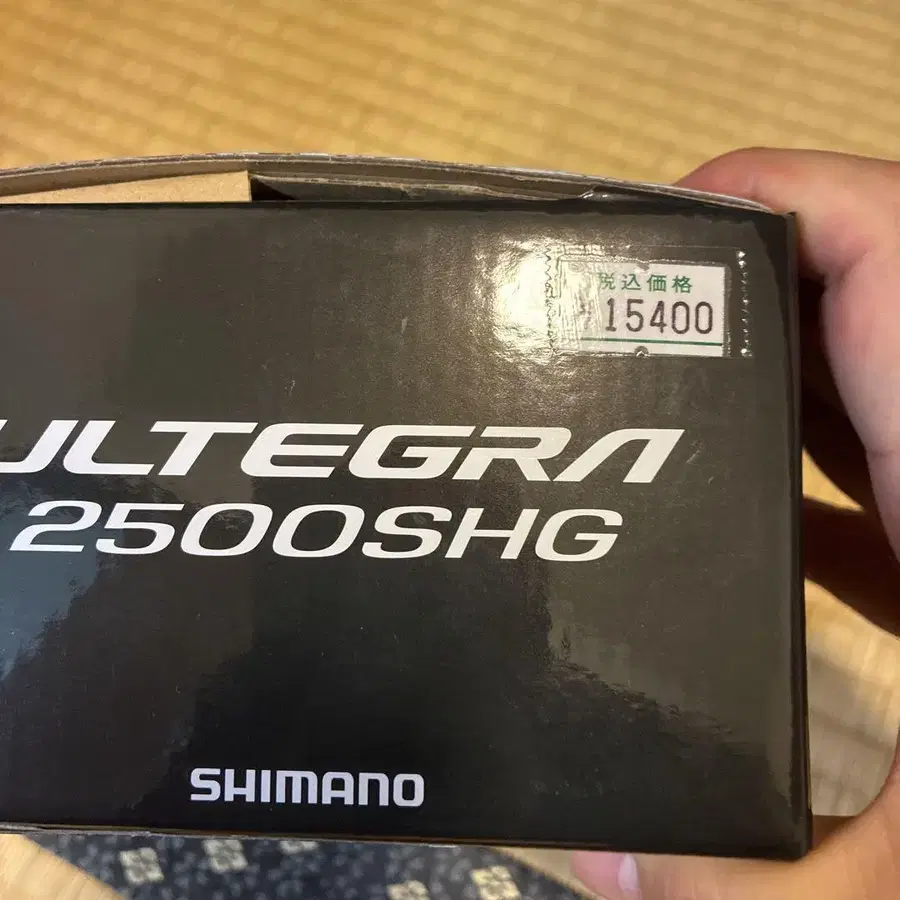 税込価格
¥15400
ULTEGRA
2500SHG
SHIMANO